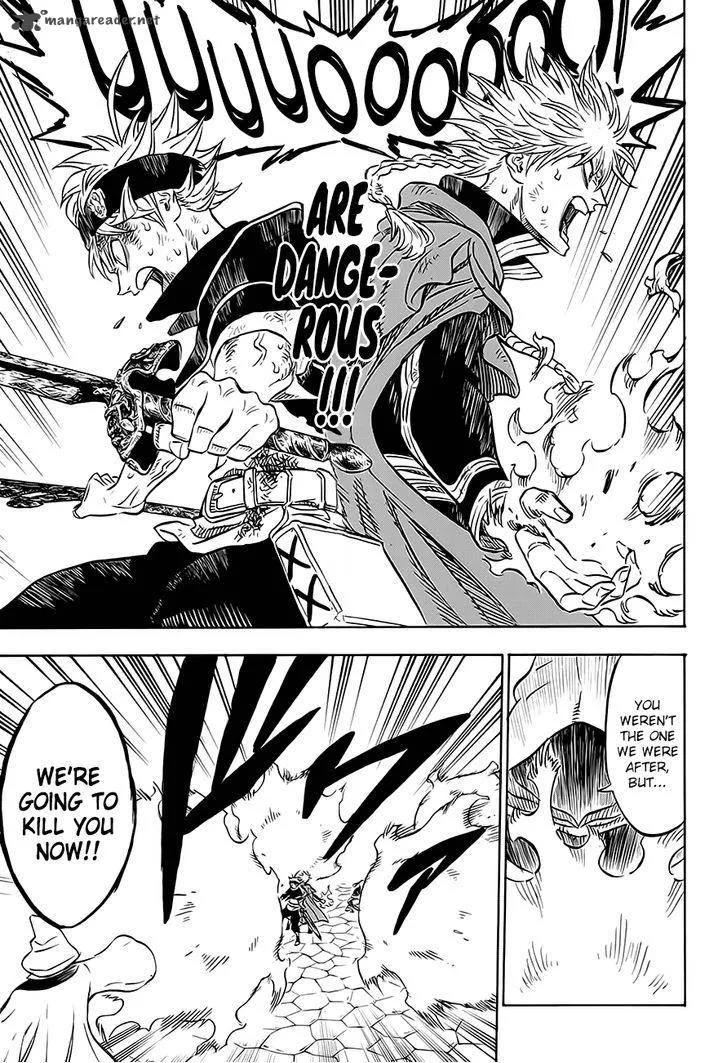 mangareader.net
UUUUUOOOOOOO!
ARE
DANGE-
ROUS
!!!
YOU
WEREN'T
THE ONE
WE WERE
AFTER,
BUT...
WE'RE
GOING TO
KILL YOU
NOW!!